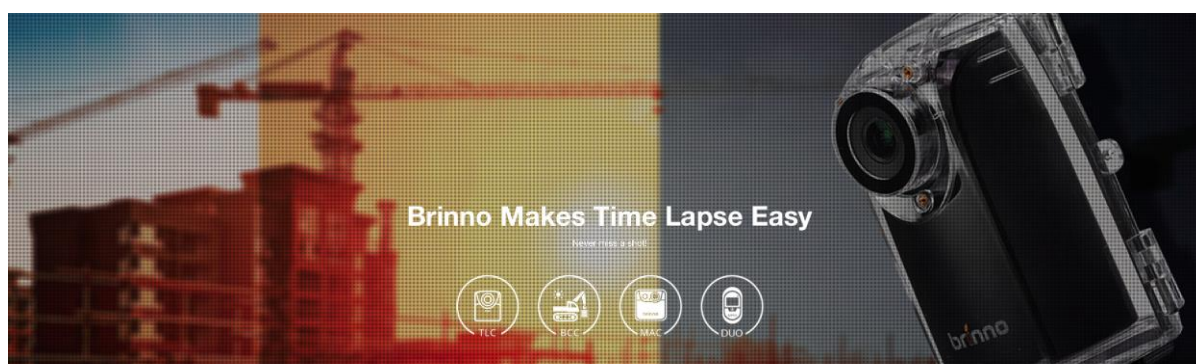 Brinno Makes Time Lapse Easy
Never miss a shot!
TLC
BCC
MAC
DUO
brinno